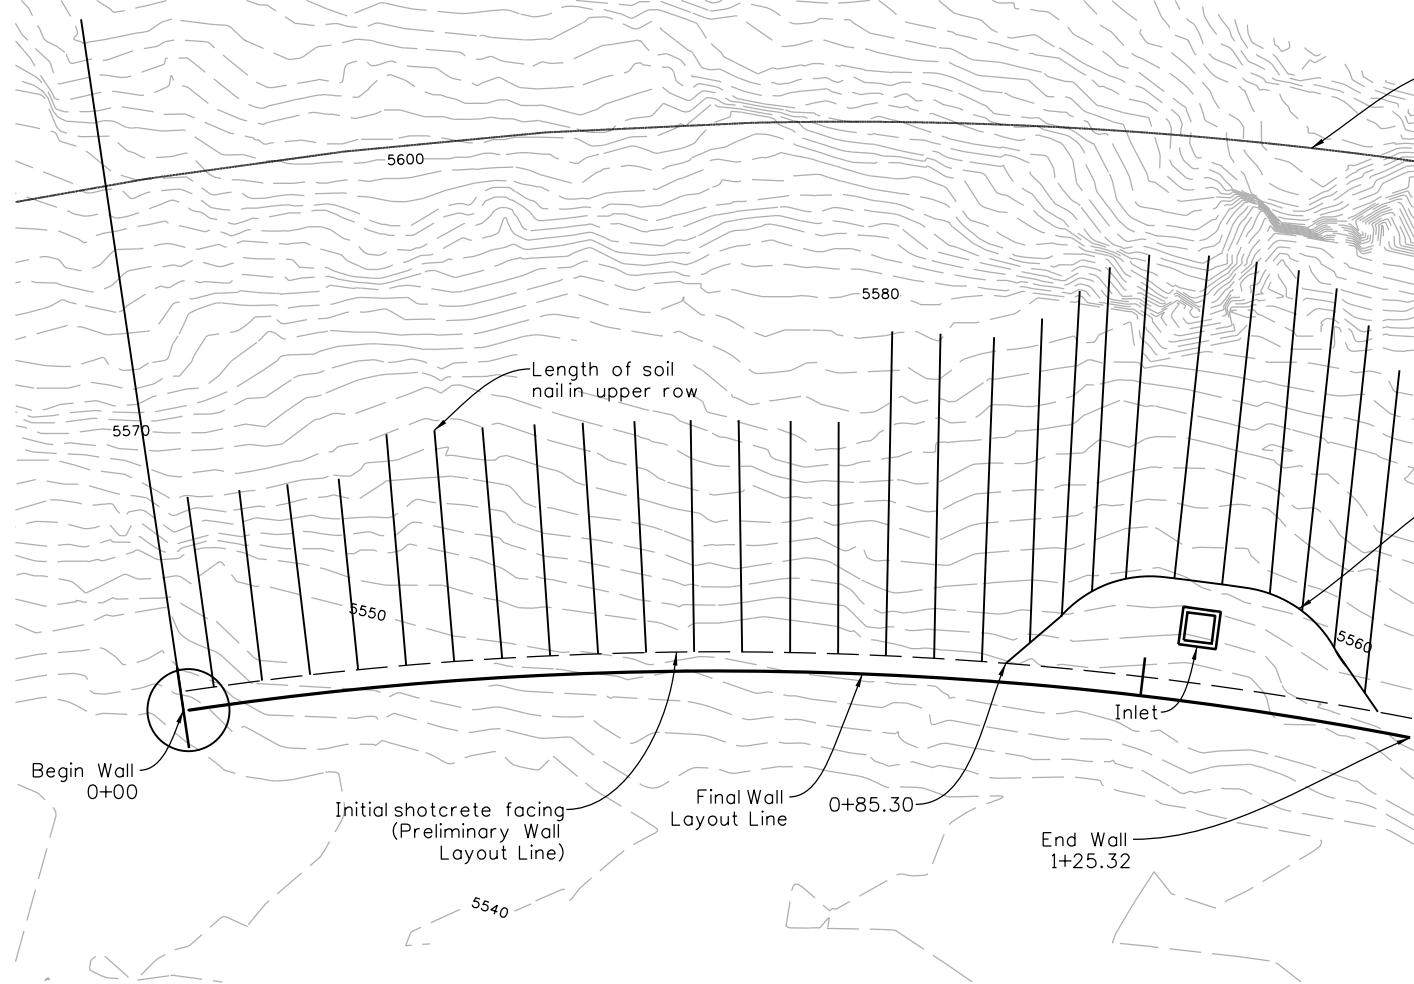 5600
5580
Length of soil
nail in upper row
5570
5550
5560
Inlet
Begin Wall
0+00
Initial shotcrete facing
(Preliminary Wall
Layout Line)
Final Wall
Layout Line
0+85.30
End Wall
1+25.32
5540